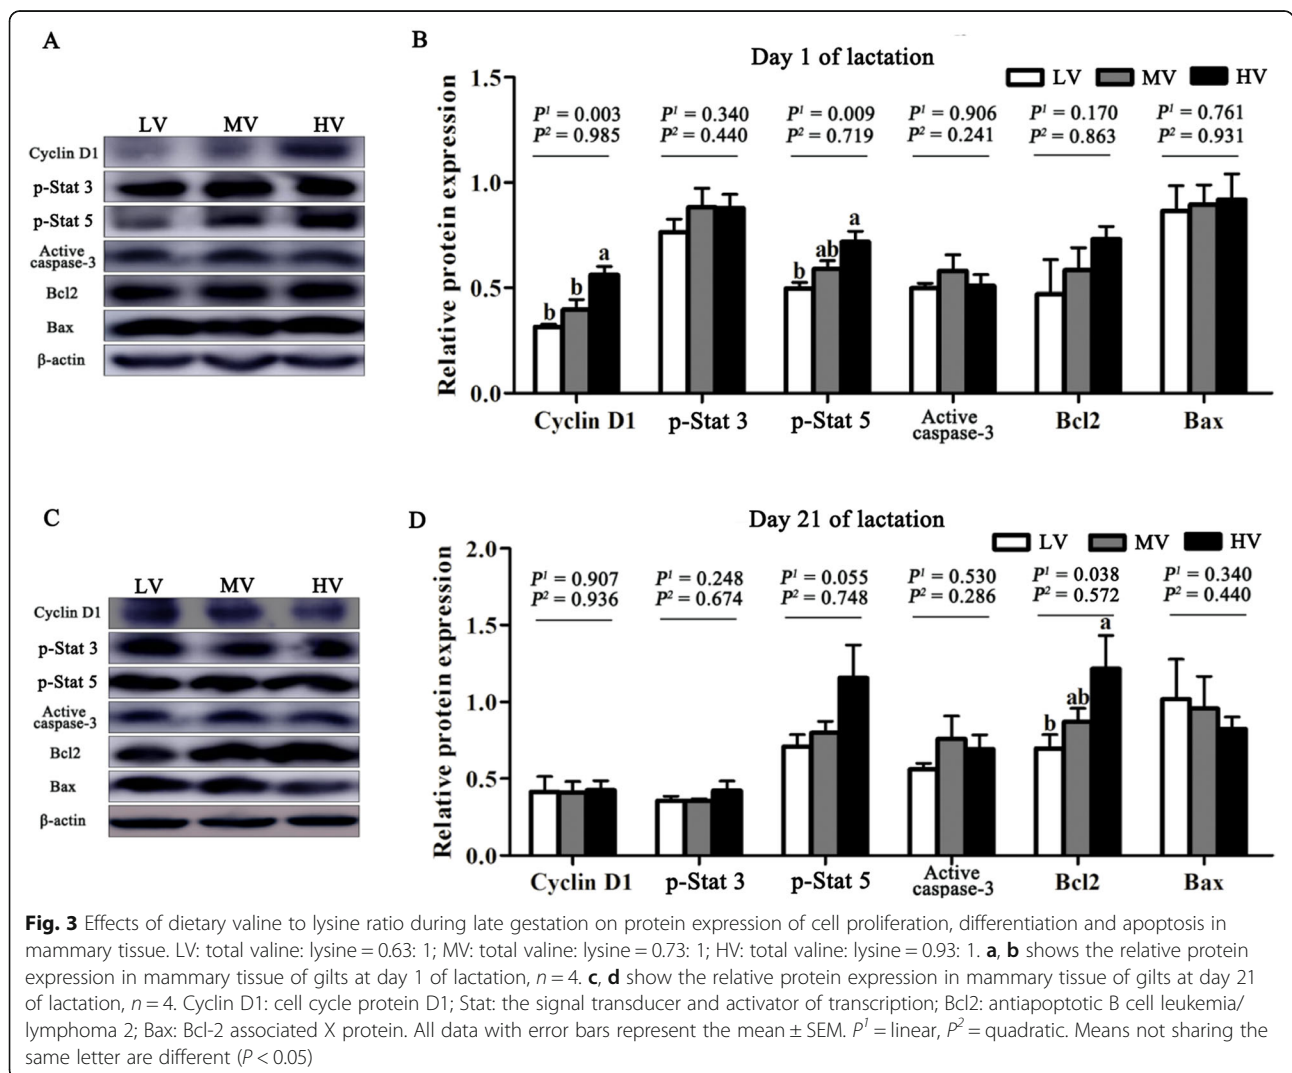 A
LV MV HV
Cyclin D1
p-Stat 3
p-Stat 5
Active
caspase-3
Bcl2
Bax
β-actin
B
Day 1 of lactation
LV MV HV
Relative protein expression
1.5
1.0
0.5
0.0
P¹ = 0.003 P¹ = 0.340 P¹ = 0.009 P¹ = 0.906 P¹ = 0.170 P¹ = 0.761
P² = 0.985 P² = 0.440 P² = 0.719 P² = 0.241 P² = 0.863 P² = 0.931
b b a b ab a
Cyclin D1 p-Stat 3 p-Stat 5 Active caspase-3 Bcl2 Bax
C
LV MV HV
Cyclin D1
p-Stat 3
p-Stat 5
Active
caspase-3
Bcl2
Bax
β-actin
D
Day 21 of lactation
LV MV HV
Relative protein expression
2.0
1.5
1.0
0.5
0.0
P¹ = 0.907 P¹ = 0.248 P¹ = 0.055 P¹ = 0.530 P¹ = 0.038 P¹ = 0.340
P² = 0.936 P² = 0.674 P² = 0.748 P² = 0.286 P² = 0.572 P² = 0.440
b ab a
Cyclin D1 p-Stat 3 p-Stat 5 Active caspase-3 Bcl2 Bax
Fig. 3 Effects of dietary valine to lysine ratio during late gestation on protein expression of cell proliferation, differentiation and apoptosis in
mammary tissue. LV: total valine: lysine = 0.63: 1; MV: total valine: lysine = 0.73: 1; HV: total valine: lysine = 0.93: 1. a, b shows the relative protein
expression in mammary tissue of gilts at day 1 of lactation, n = 4. c, d show the relative protein expression in mammary tissue of gilts at day 21
of lactation, n = 4. Cyclin D1: cell cycle protein D1; Stat: the signal transducer and activator of transcription; Bcl2: antiapoptotic B cell leukemia/
lymphoma 2; Bax: Bcl-2 associated X protein. All data with error bars represent the mean ± SEM. P¹ = linear, P² = quadratic. Means not sharing the
same letter are different (P < 0.05)